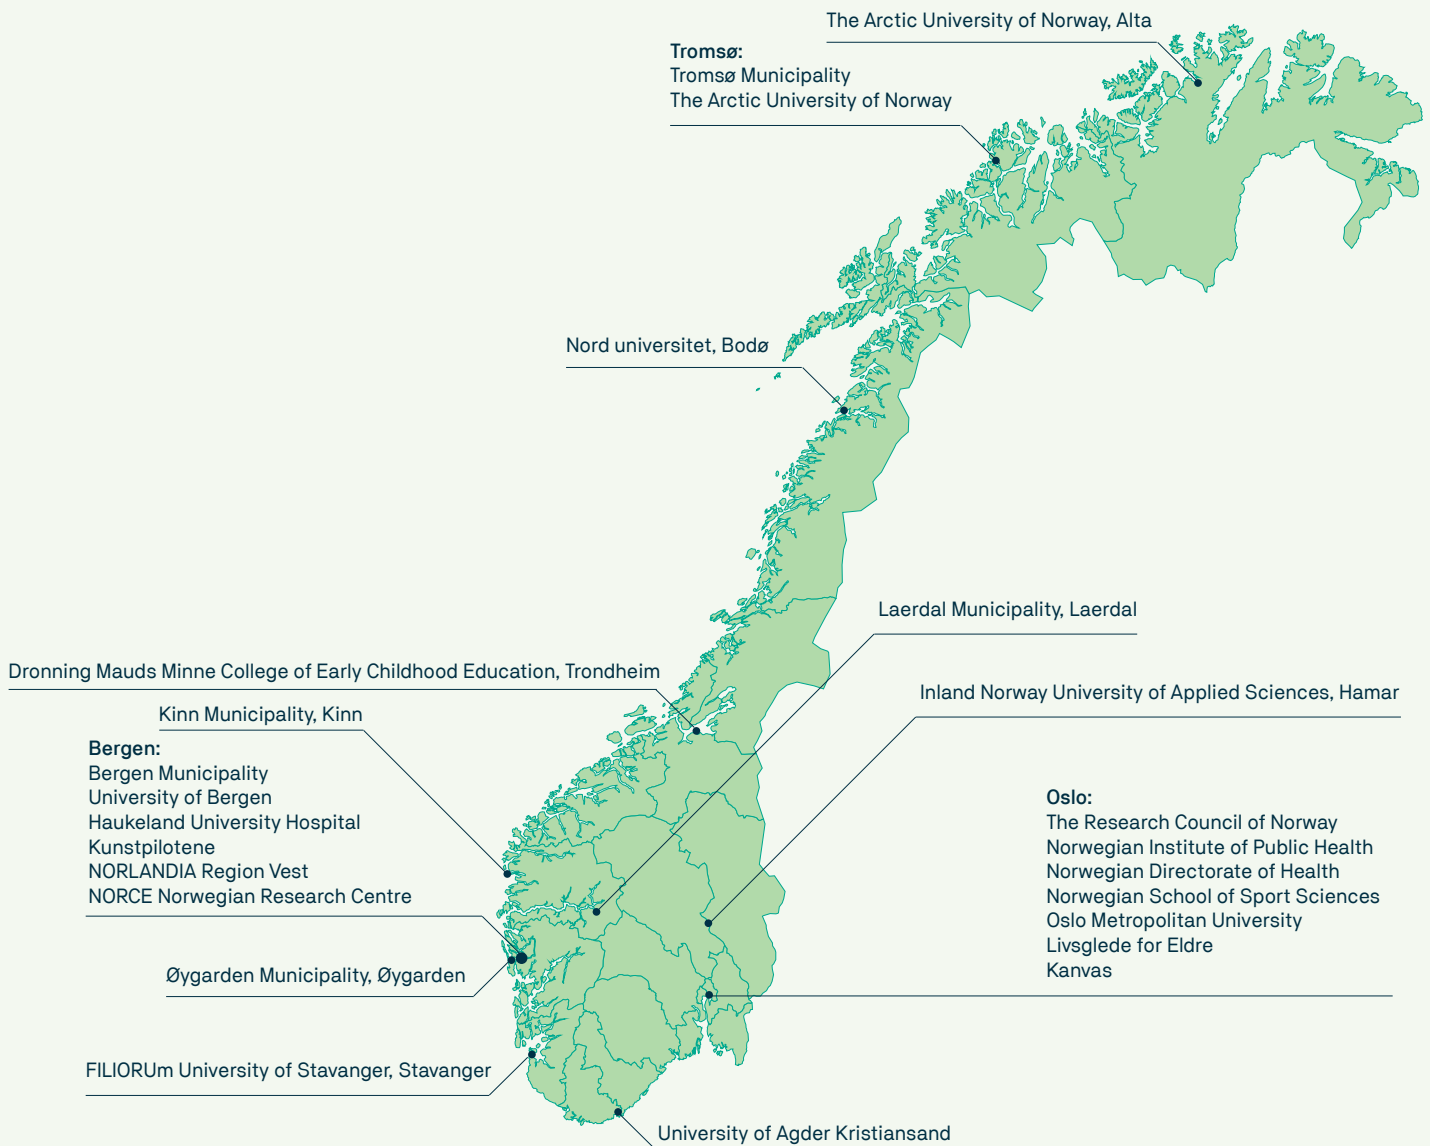 The Arctic University of Norway, Alta
Tromsø:
Tromsø Municipality
The Arctic University of Norway
Nord universitet, Bodø
Laerdal Municipality, Laerdal
Dronning Mauds Minne College of Early Childhood Education, Trondheim
Inland Norway University of Applied Sciences, Hamar
Kinn Municipality, Kinn
Bergen:
Bergen Municipality
University of Bergen
Haukeland University Hospital
Kunstpilotene
NORLANDIA Region Vest
NORCE Norwegian Research Centre
Oslo:
The Research Council of Norway
Norwegian Institute of Public Health
Norwegian Directorate of Health
Norwegian School of Sport Sciences
Oslo Metropolitan University
Livsglede for Eldre
Kanvas
Øygarden Municipality, Øygarden
FILIORUm University of Stavanger, Stavanger
University of Agder Kristiansand